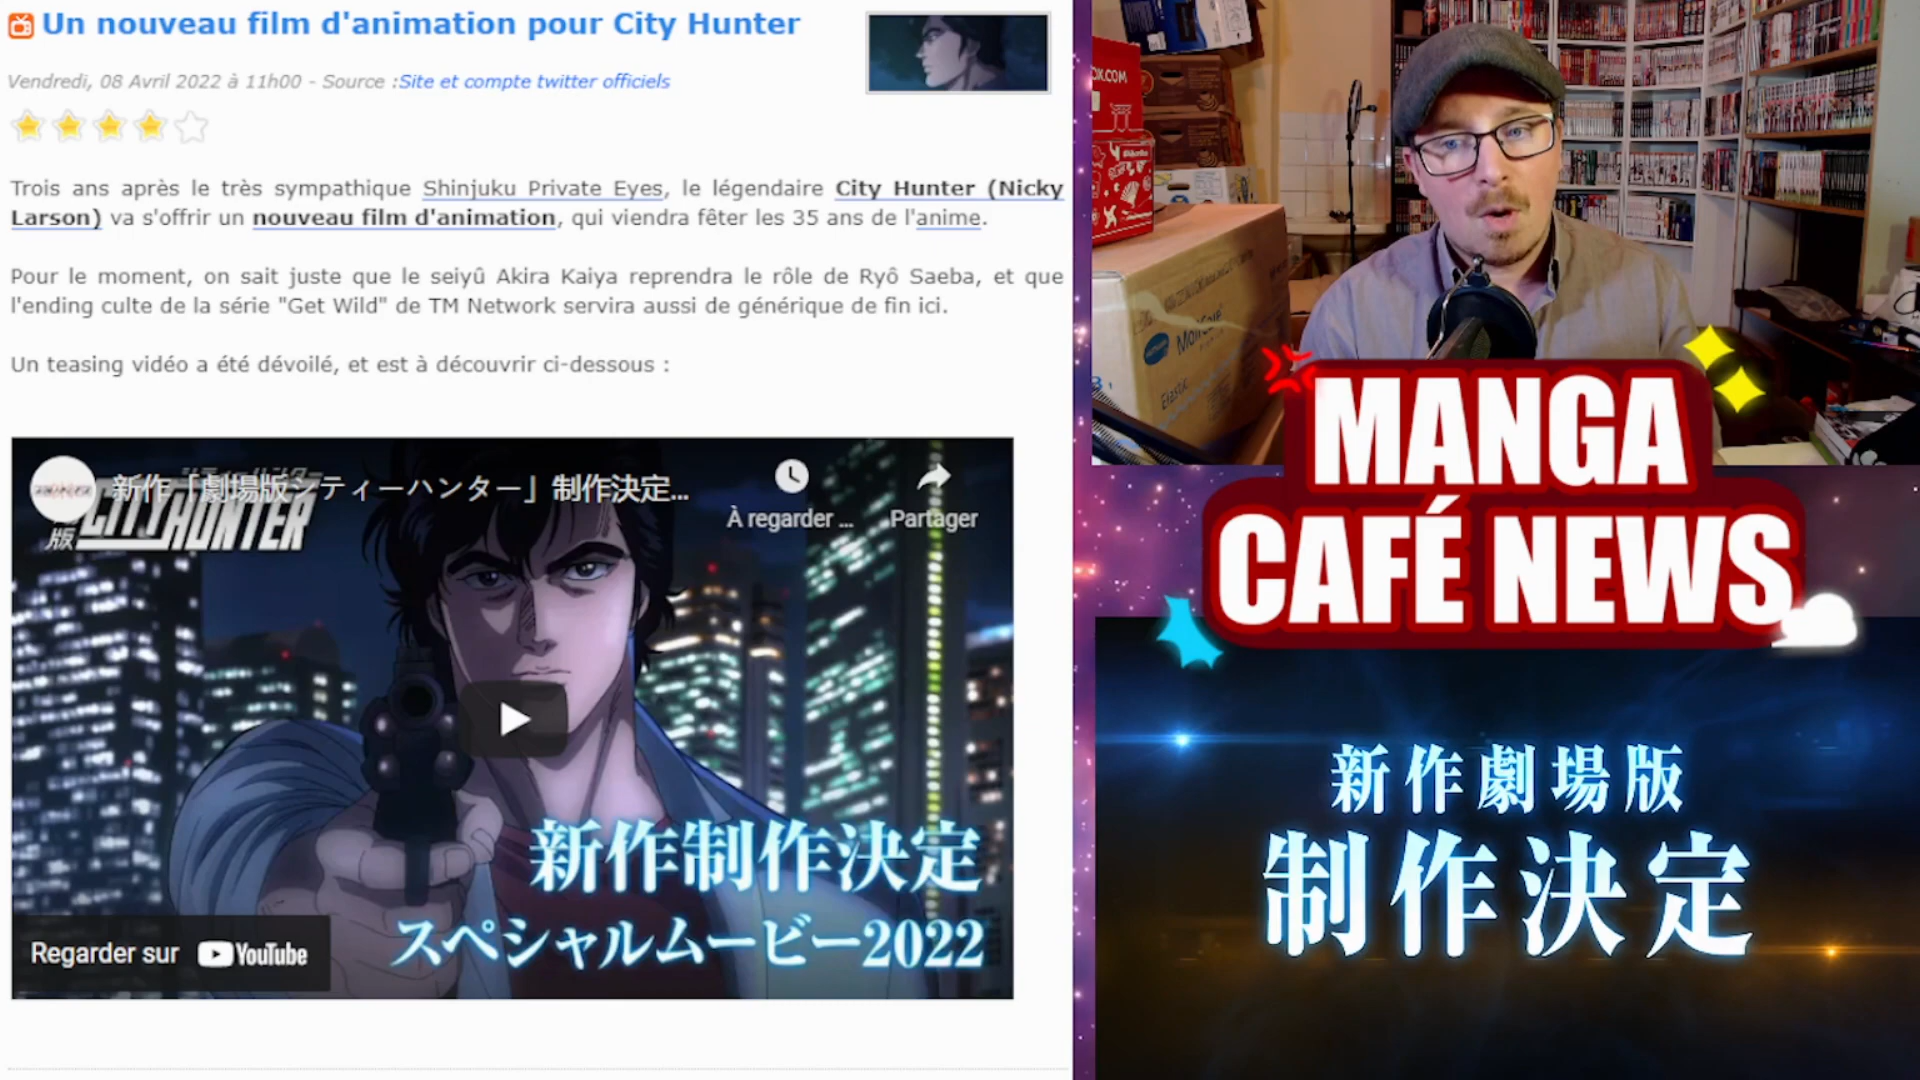 Un nouveau film d'animation pour City Hunter
Vendredi, 08 Avril 2022 à 11h00 - Source :Site et compte twitter officiels
Trois ans après le très sympathique Shinjuku Private Eyes, le légendaire City Hunter (Nicky
Larson) va s'offrir un nouveau film d'animation, qui viendra fêter les 35 ans de l'anime.
Pour le moment, on sait juste que le seiyû Akira Kaiya reprendra le rôle de Ryô Saeba, et que
l'ending culte de la série "Get Wild" de TM Network servira aussi de générique de fin ici.
Un teasing vidéo a été dévoilé, et est à découvrir ci-dessous :
新作「劇場版シティーハンター」制作決定...
À regarder ...
Partager
版 CITY HUNTER
新作制作決定
スペシャルムービー2022
Regarder sur YouTube
OX.COM
MoliCare
Elastic
MANGA
CAFÉ NEWS
新作劇場版
制作決定